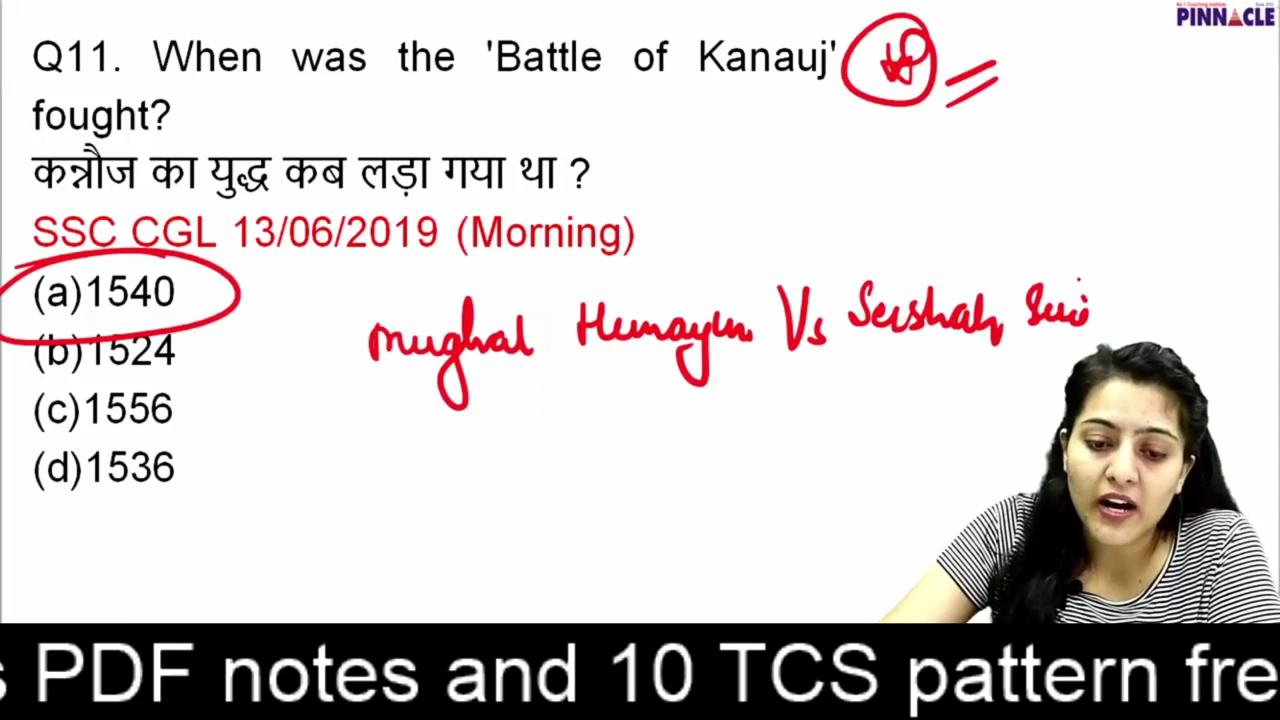 PINNACLE
Q11. When was the 'Battle of Kanauj'
fought?
कन्नौज का युद्ध कब लड़ा गया था ?
SSC CGL 13/06/2019 (Morning)
(a)1540
(b)1524
(c)1556
(d)1536
Mughal Humayun Vs Sershah
PDF notes and 10 TCS pattern fre